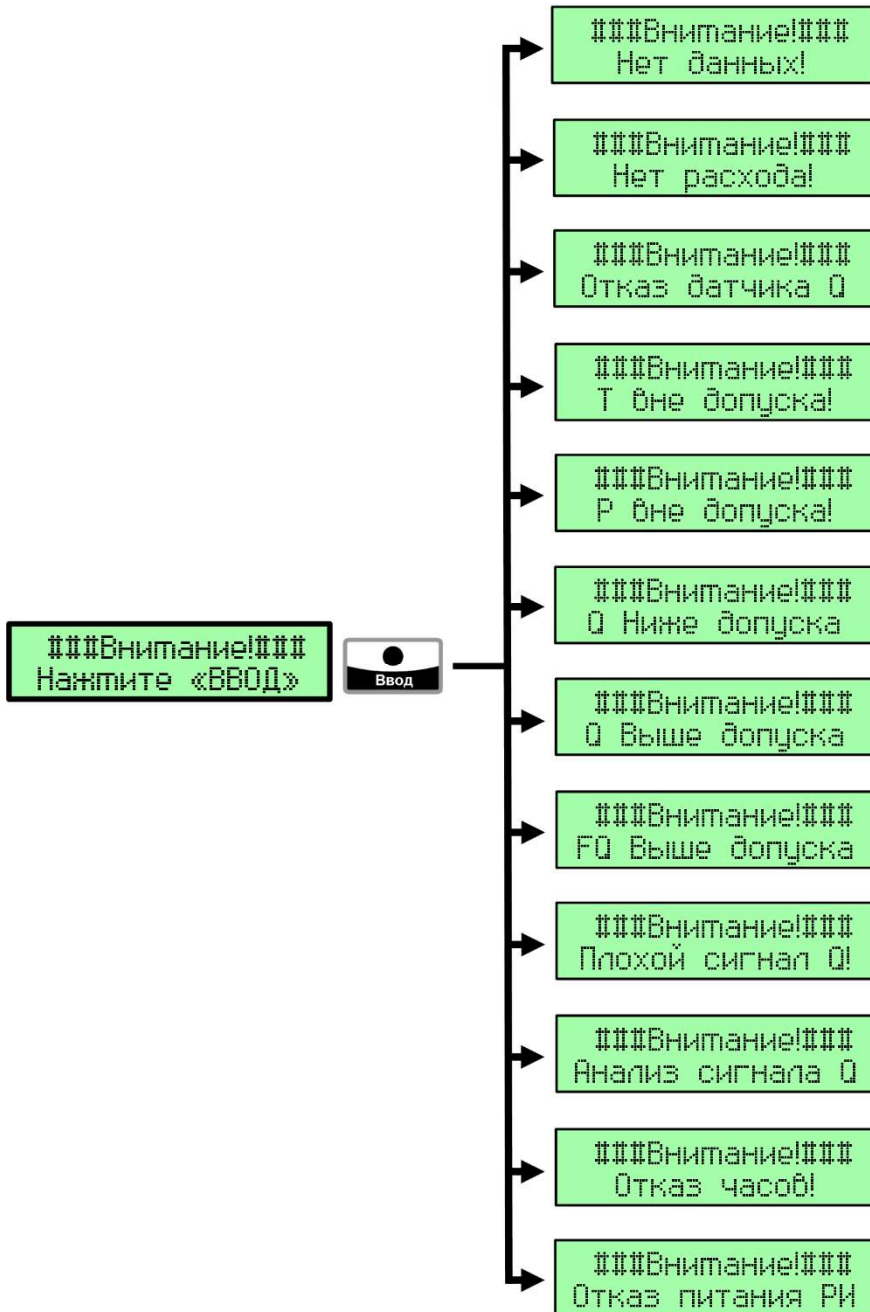 ###Внимание!###
Нет данных!
###Внимание!###
Нет расхода!
###Внимание!###
Отказ датчика Q
###Внимание!###
T вне допуска!
###Внимание!###
P вне допуска!
###Внимание!###
Q Ниже допуска
###Внимание!###
Нажмите «ВВОД»
Ввод
###Внимание!###
Q Выше допуска
###Внимание!###
FQ Выше допуска
###Внимание!###
Плохой сигнал Q!
###Внимание!###
Анализ сигнала Q
###Внимание!###
Отказ часов!
###Внимание!###
Отказ питания РИ